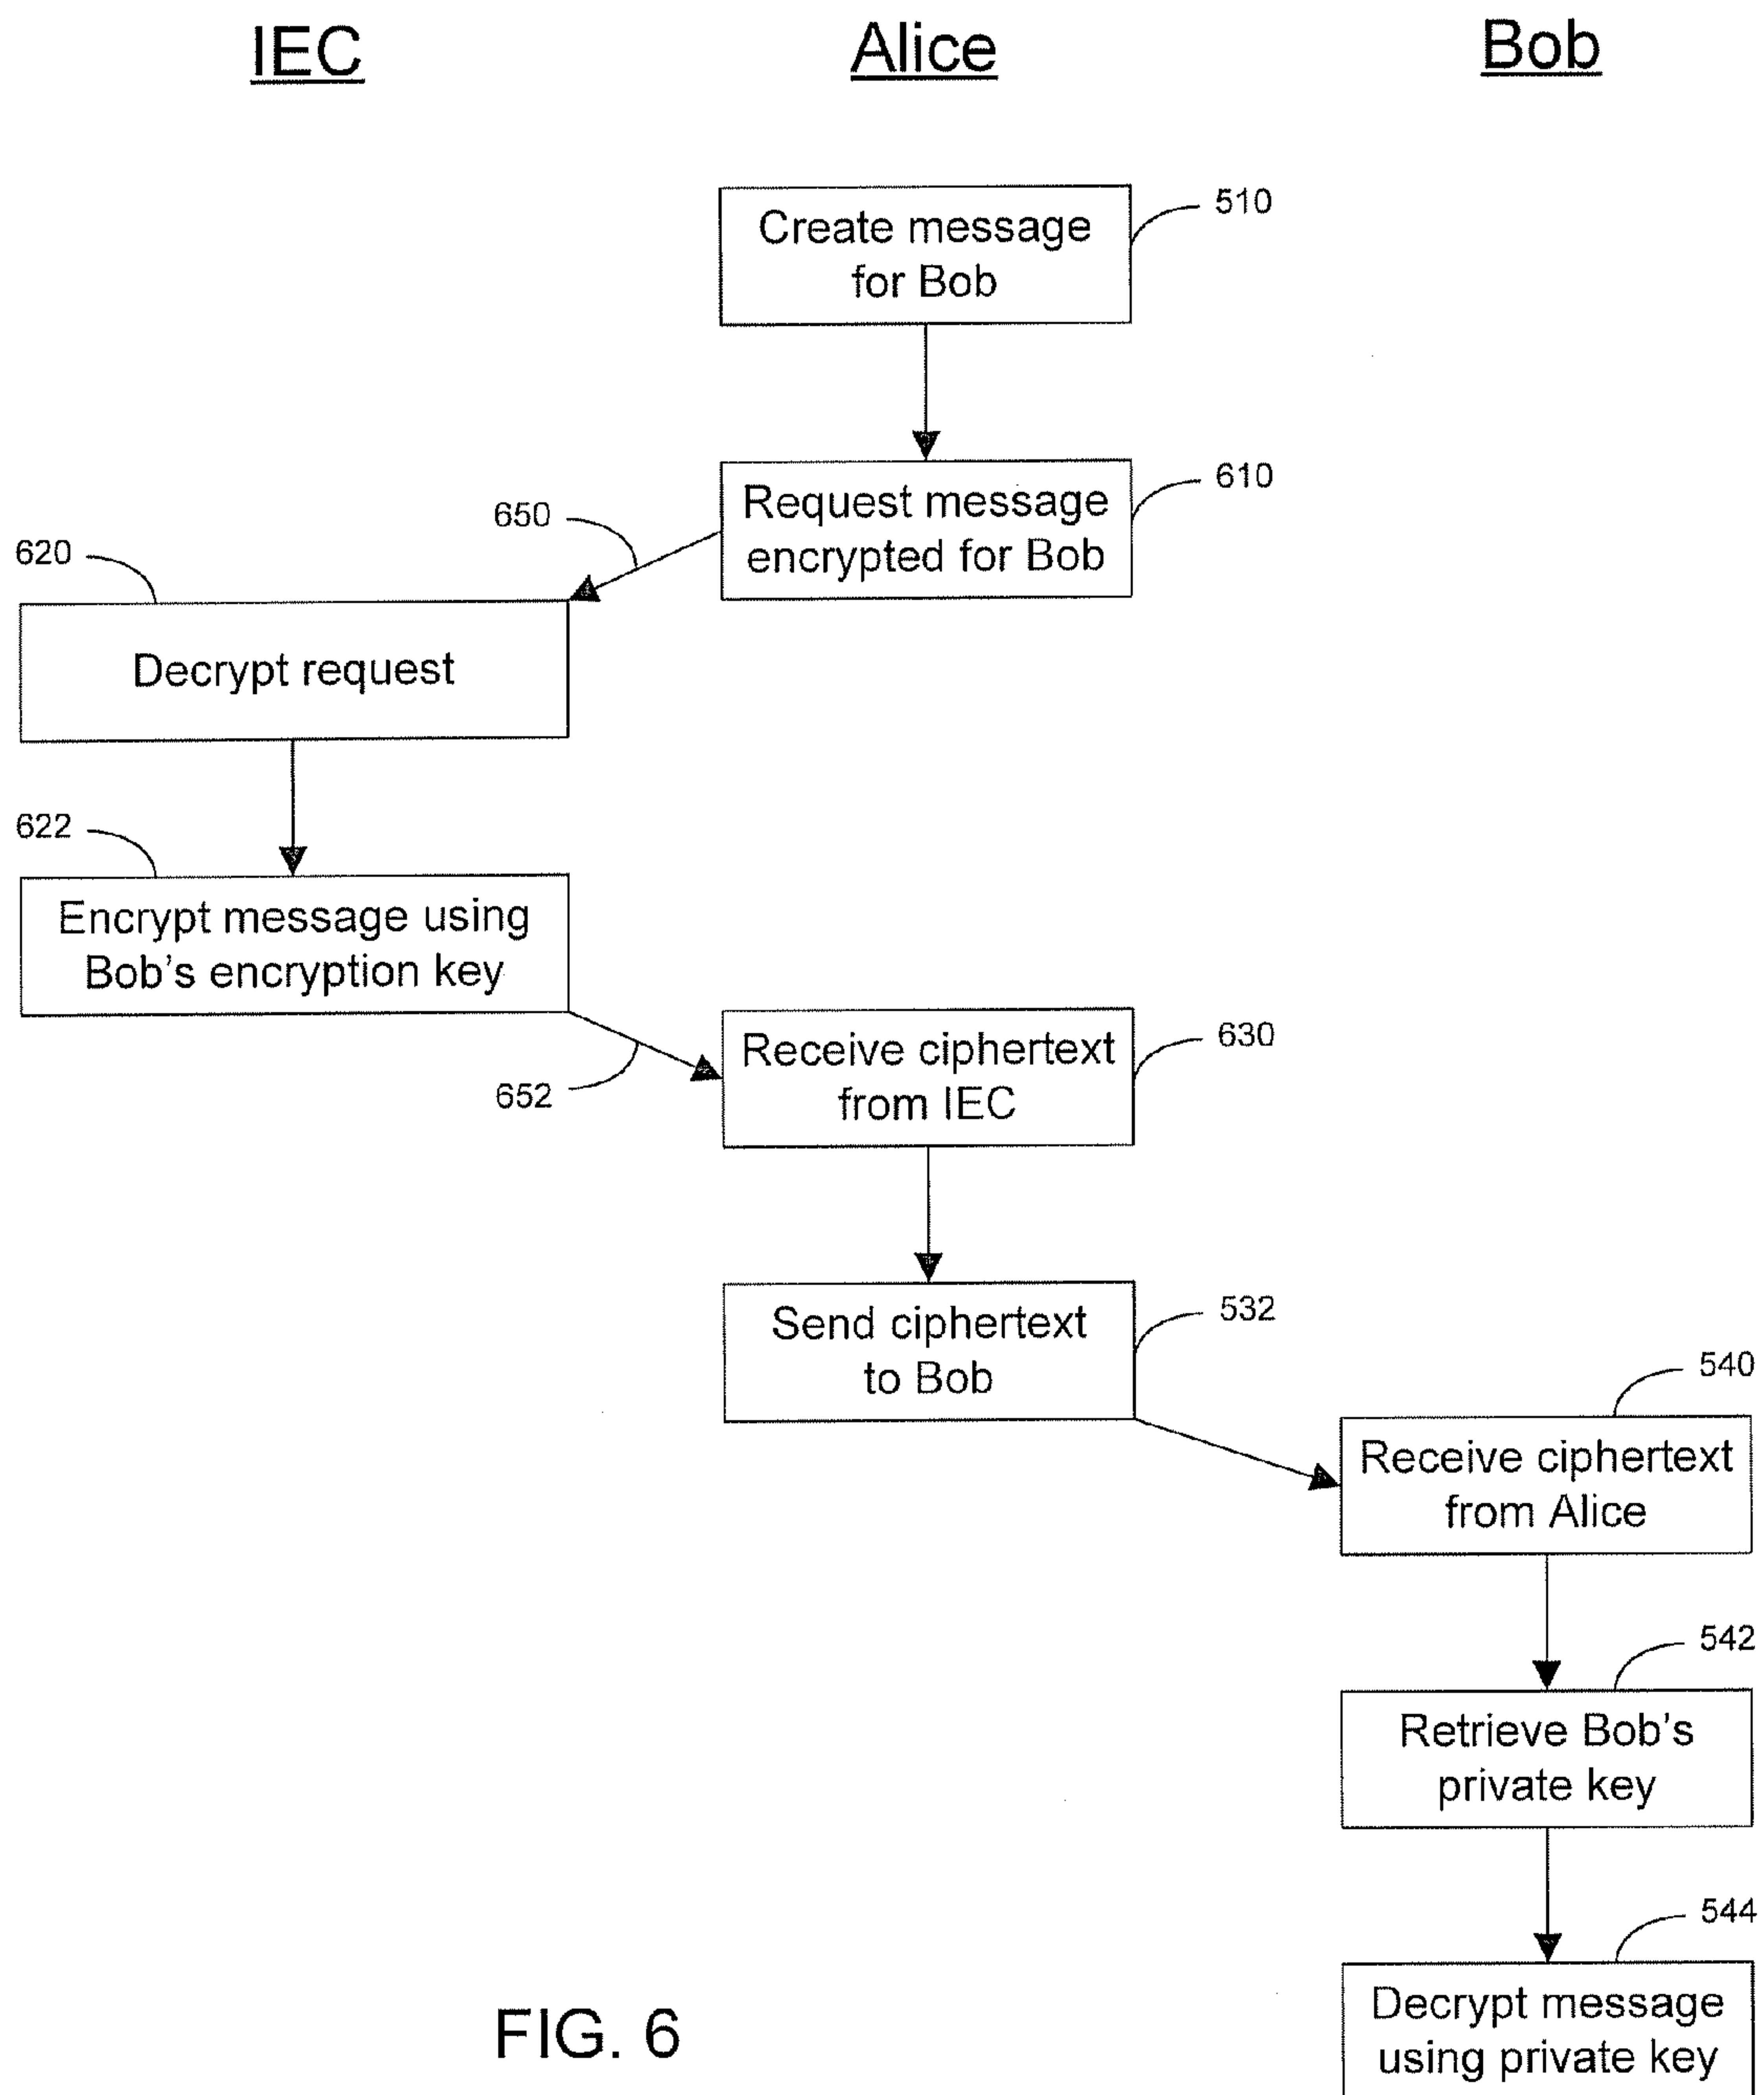 IEC
Alice
Bob
Create message
for Bob
510
Request message
encrypted for Bob
610
650
620
Decrypt request
622
Encrypt message using
Bob's encryption key
652
Receive ciphertext
from IEC
630
Send ciphertext
to Bob
532
540
Receive ciphertext
from Alice
542
Retrieve Bob's
private key
544
Decrypt message
using private key
FIG. 6